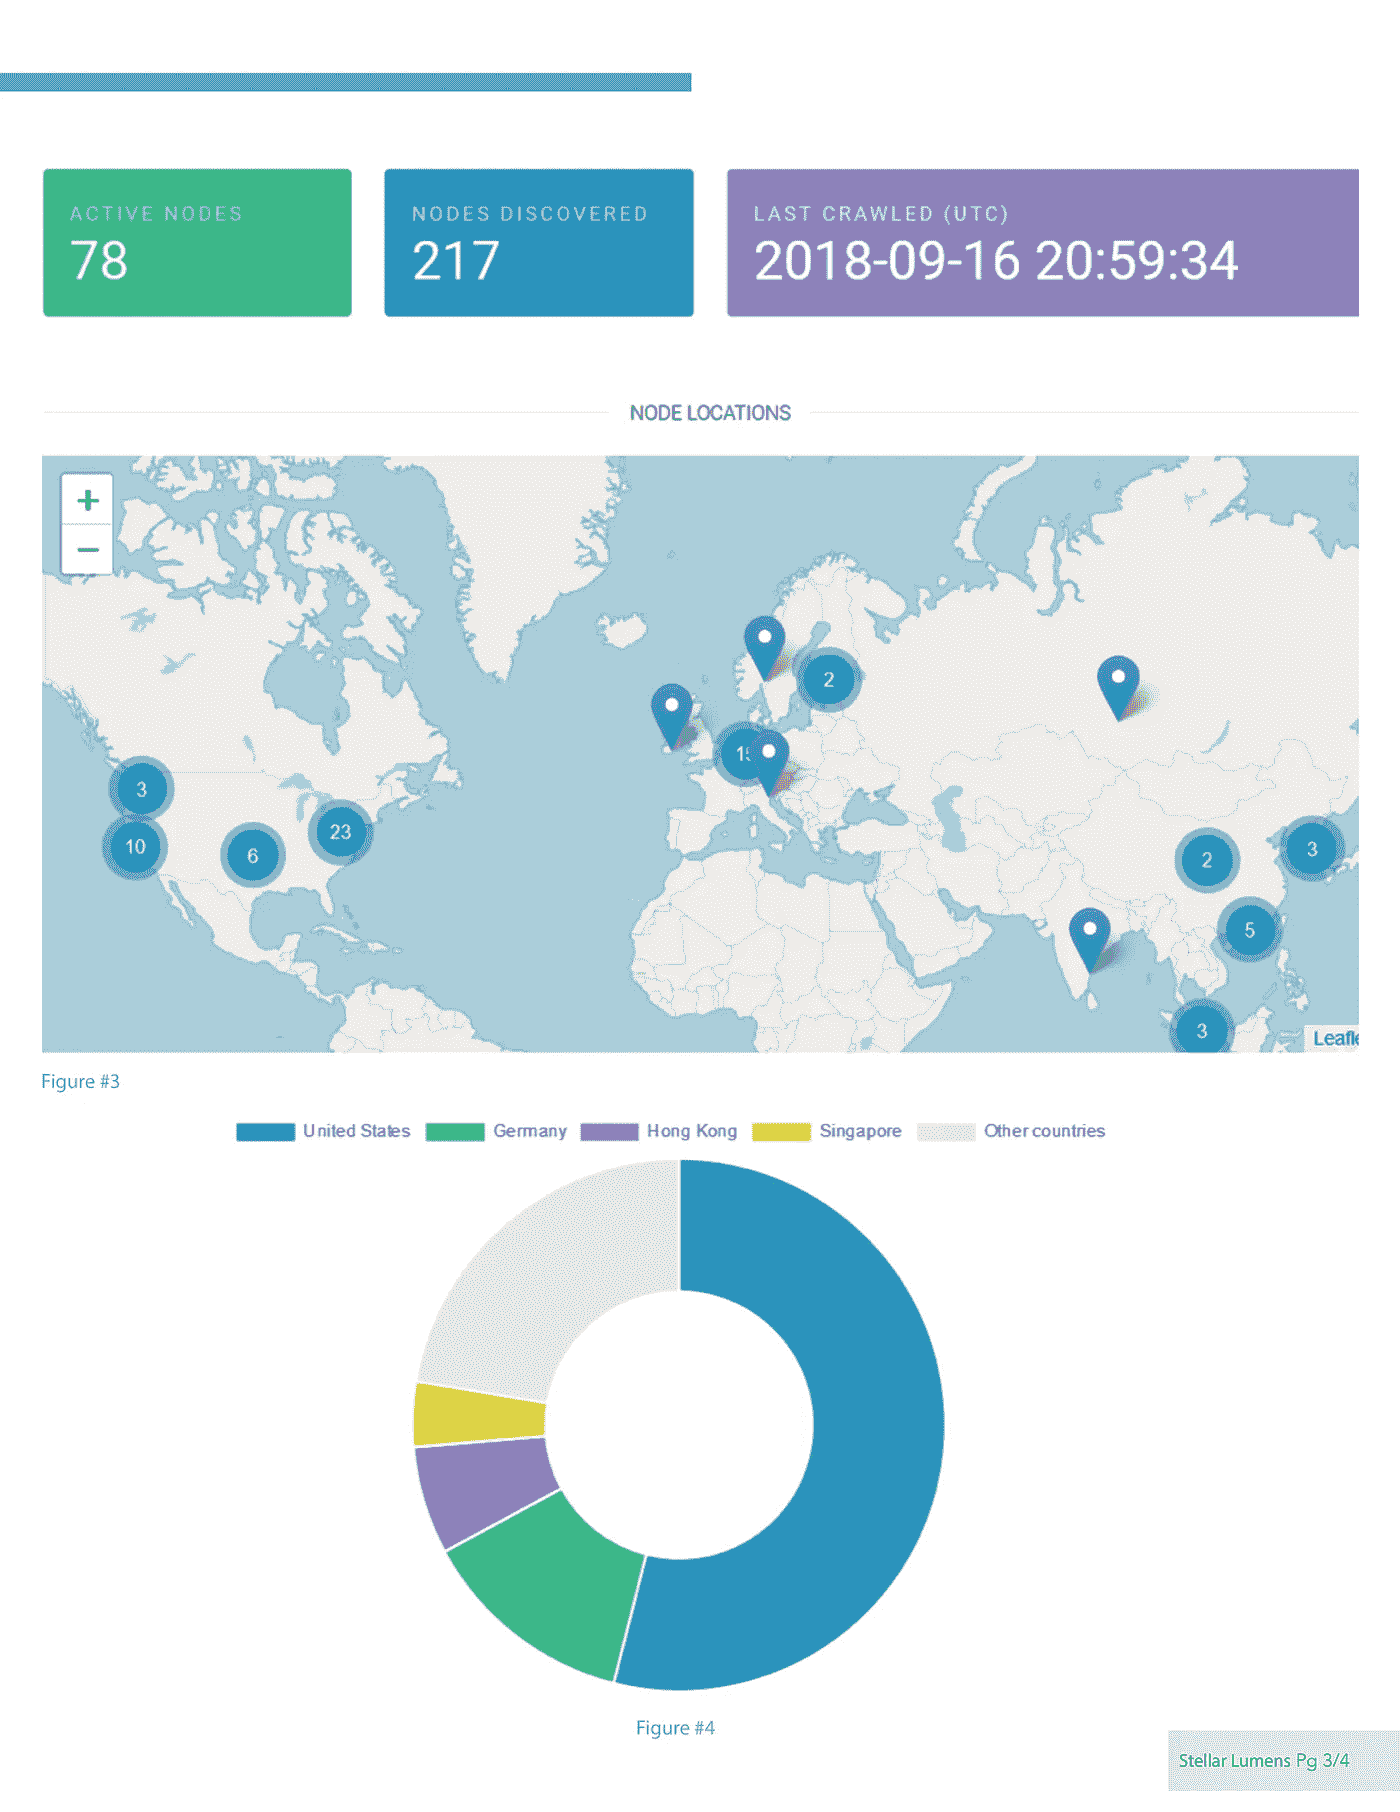 ACTIVE NODES
78
NODES DISCOVERED
217
LAST CRAWLED (UTC)
2018-09-16 20:59:34
NODE LOCATIONS
+
−
2
3
23
10
6
2
3
5
3
Figure #3
United States Germany Hong Kong Singapore Other countries
Figure #4
Stellar Lumens Pg 3/4